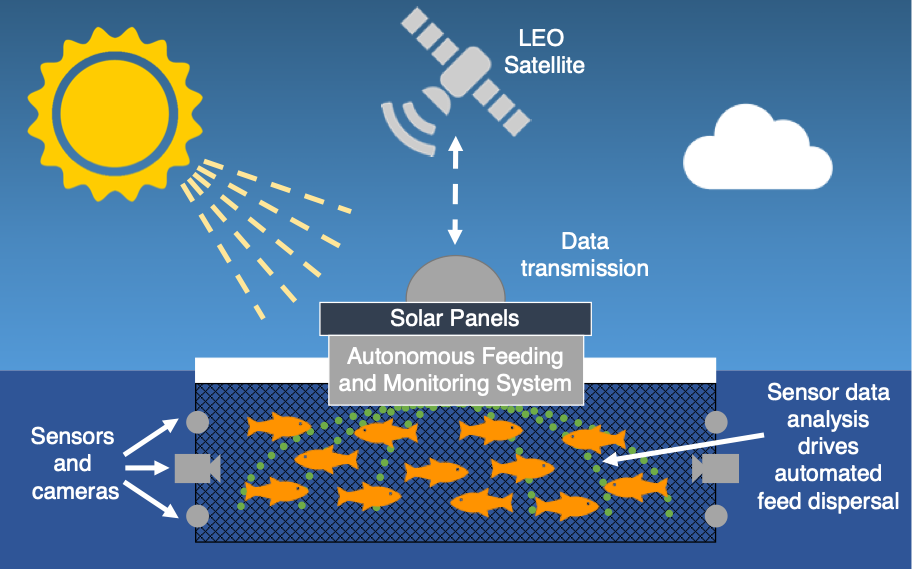 LEO
Satellite
Data
transmission
Solar Panels
Autonomous Feeding
and Monitoring System
Sensors
and
cameras
Sensor data
analysis
drives
automated
feed dispersal